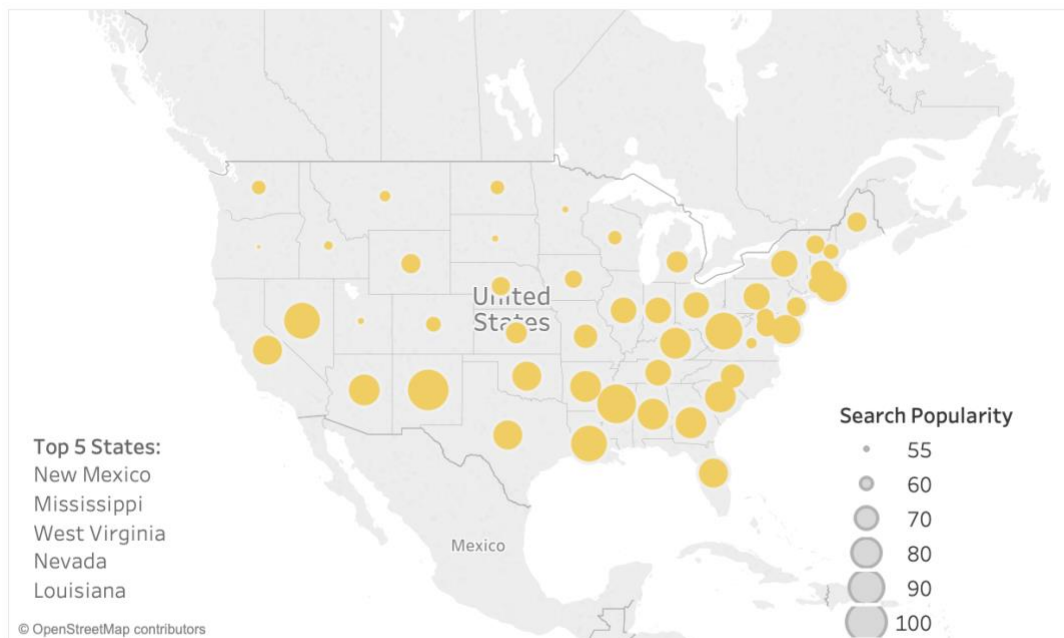 United
States
Search Popularity
55
60
70
80
90
100
Top 5 States:
New Mexico
Mississippi
West Virginia
Nevada
Louisiana
Mexico
© OpenStreetMap contributors